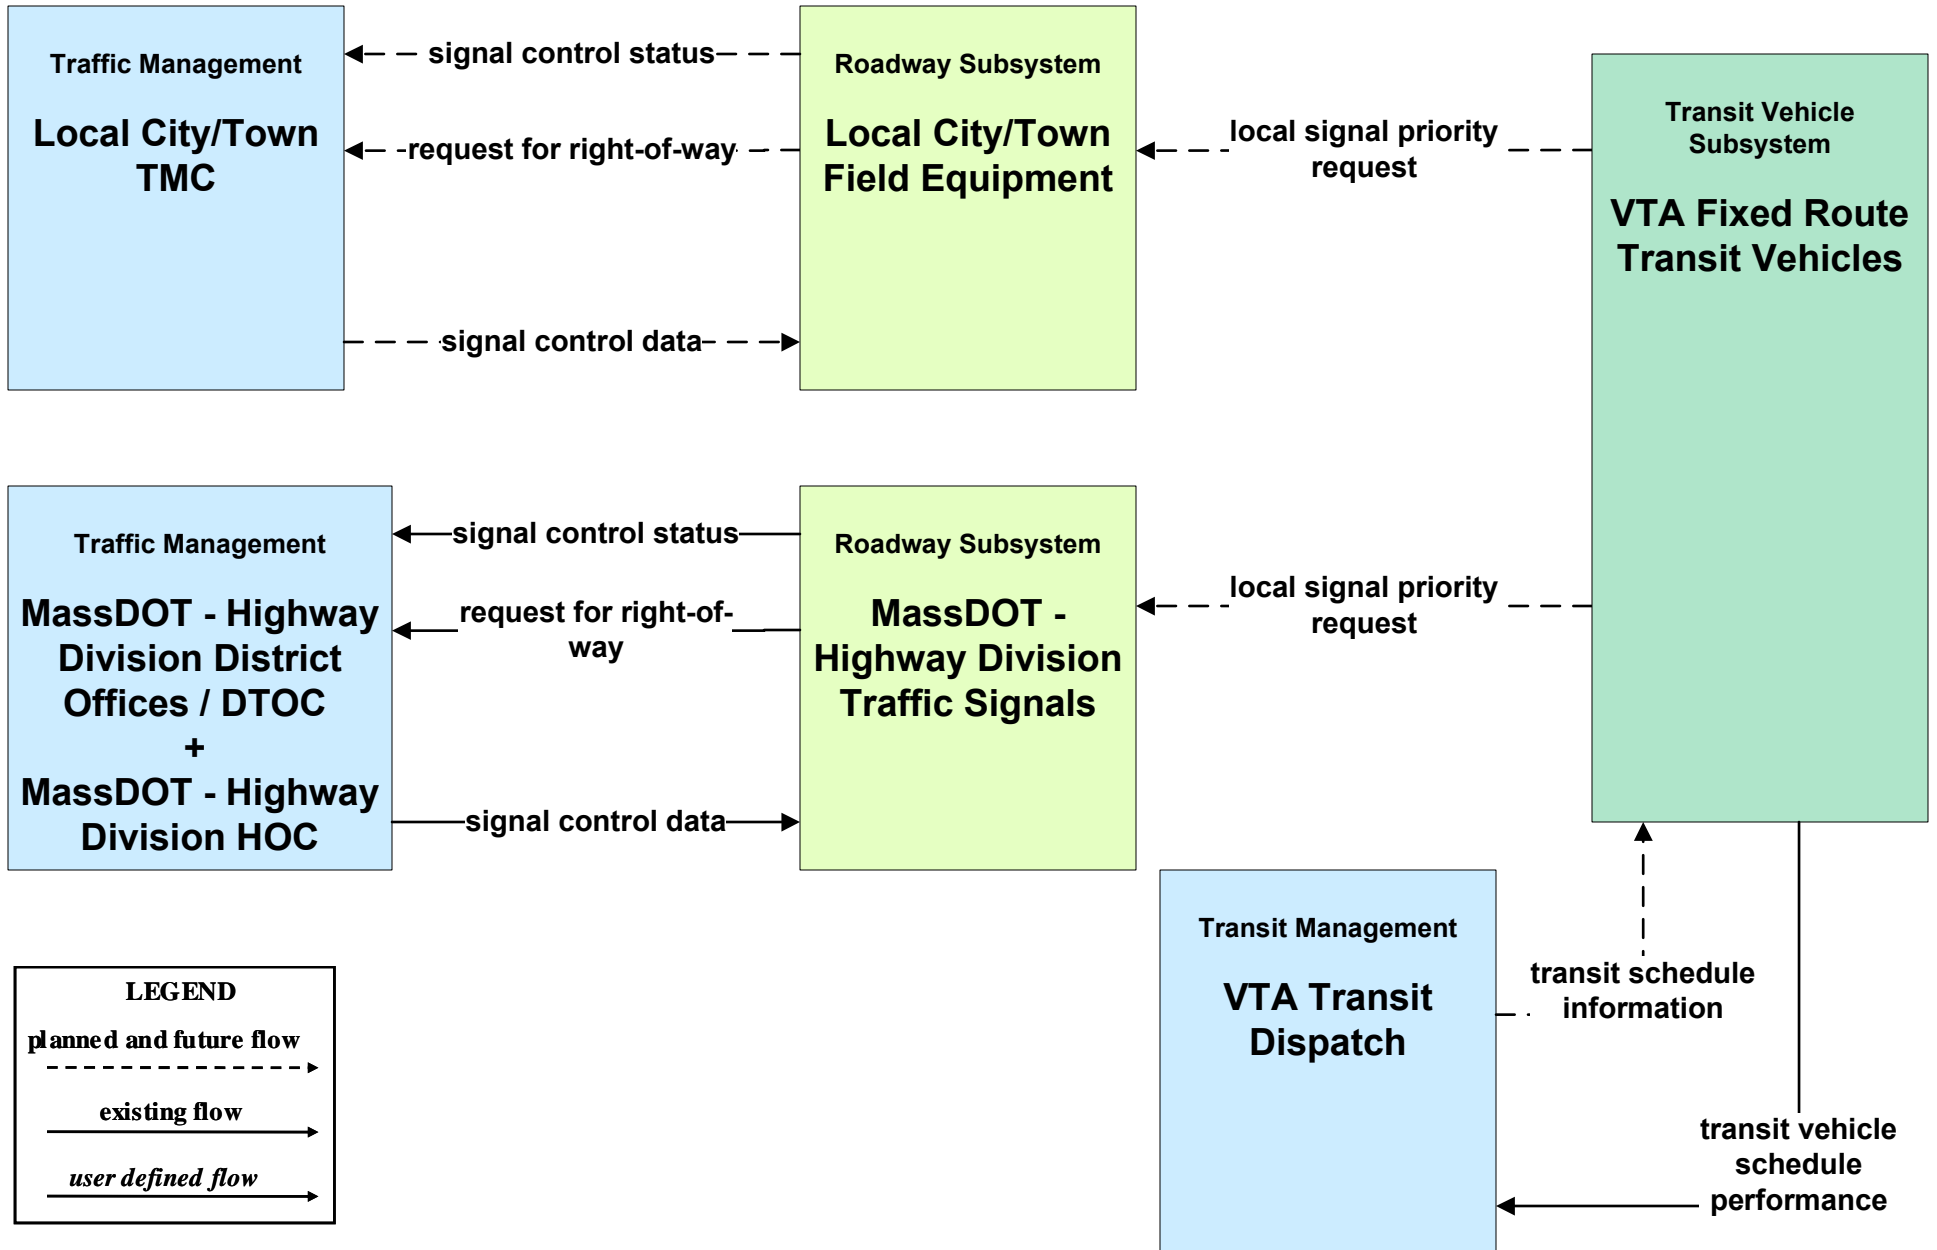 Traffic Management
Local City/Town
TMC
signal control status
request for right-of-way
signal control data
Roadway Subsystem
Local City/Town
Field Equipment
local signal priority
request
Transit Vehicle
Subsystem
VTA Fixed Route
Transit Vehicles
Traffic Management
MassDOT - Highway
Division District
Offices / DTOC
+
MassDOT - Highway
Division HOC
signal control status
request for right-of-
way
signal control data
Roadway Subsystem
MassDOT -
Highway Division
Traffic Signals
local signal priority
request
Transit Management
VTA Transit
Dispatch
transit schedule
information
transit vehicle
schedule
performance
LEGEND
planned and future flow
existing flow
user defined flow